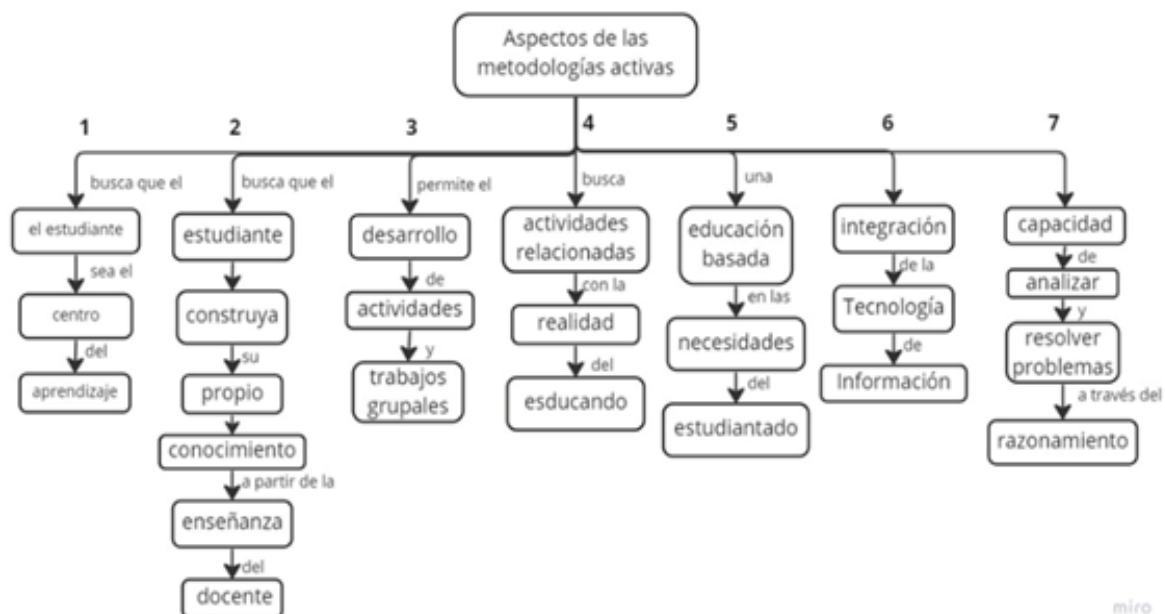 Aspectos de las
metodologías activas
1
busca que el
el estudiante
sea el
centro
del
aprendizaje
2
busca que el
estudiante
construya
su
propio
conocimiento
a partir de la
enseñanza
del
docente
3
permite el
desarrollo
de
actividades
y
trabajos
grupales
4
busca
actividades
relacionadas
con la
realidad
del
esducando
5
una
educación
basada
en las
necesidades
del
estudiantado
6
integración
de la
Tecnología
de
Información
7
capacidad
de
analizar
y
resolver
problemas
a través del
razonamiento
miro